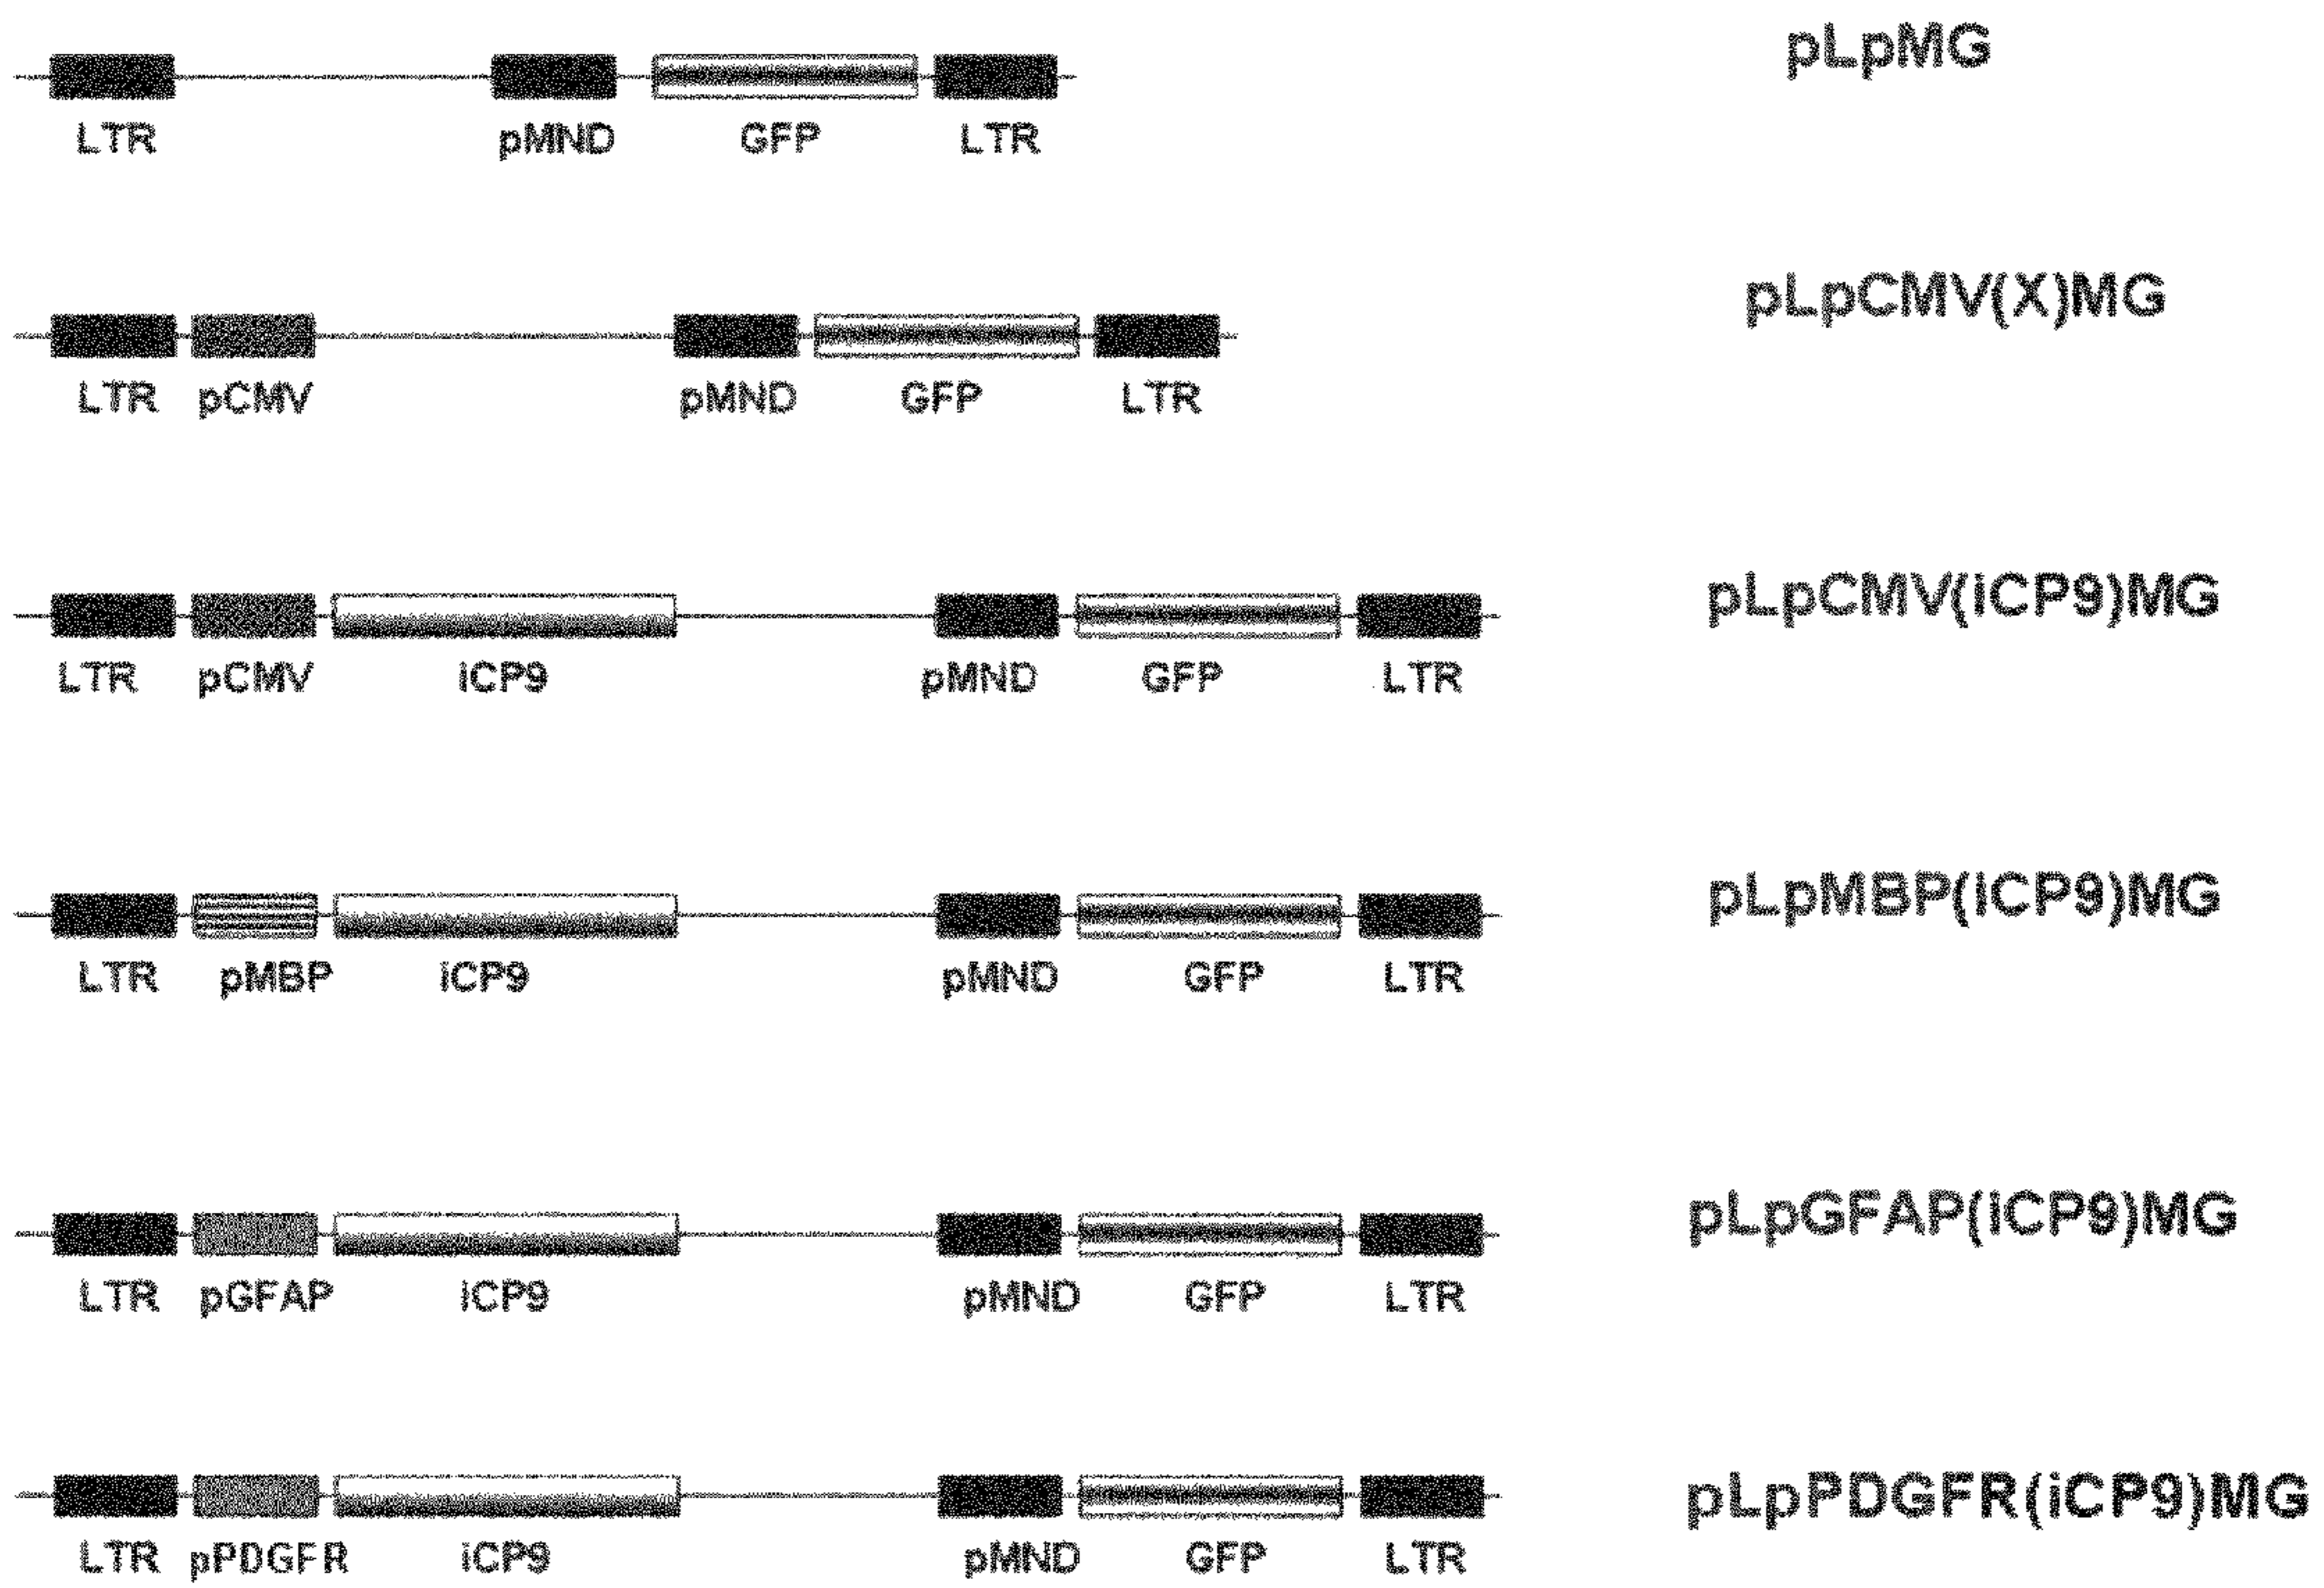 pLpMG
LTR pMND GFP LTR
pLpCMV(X)MG
LTR pCMV pMND GFP LTR
pLpCMV(iCP9)MG
LTR pCMV iCP9 pMND GFP LTR
pLpMBP(iCP9)MG
LTR pMBP iCP9 pMND GFP LTR
pLpGFAP(iCP9)MG
LTR pGFAP iCP9 pMND GFP LTR
pLpPDGFR(iCP9)MG
LTR pPDGFR iCP9 pMND GFP LTR